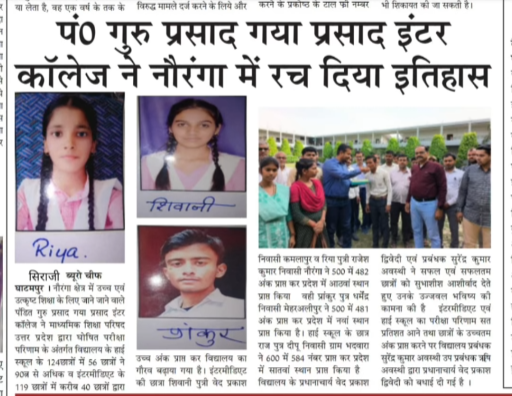 या लेता है, वह एक वर्ष के तक के
विरुद्ध मामले दर्ज करने के लिये और
करने के प्रकोष्ठ के टाल फी नम्बर
भी शिकायत की जा सकती है।
पं0 गुरु प्रसाद गया प्रसाद इंटर
कॉलेज ने नौरंगा में रच दिया इतिहास
Riya.
शिवानी
प्रांकुर
सिराजी ब्यूरो चीफ
घाटमपुर। नौरंगा क्षेत्र में उच्च एवं
उत्कृष्ट शिक्षा के लिए जाने जाने वाले
पंडित गुरु प्रसाद गया प्रसाद इंटर
कॉलेज ने माध्यमिक शिक्षा परिषद
उत्तर प्रदेश द्वारा घोषित परीक्षा
परिणाम के अंतर्गत विद्यालय के हाई
स्कूल के 124छात्रों में 56 छात्रों ने
90% से अधिक व इंटरमीडिएट के
119 छात्रों में करीब 40 छात्रों द्वारा
उच्च अंक प्राप्त कर विद्यालय का
गौरव बढ़ाया गया है। इंटरमीडिएट
की छात्रा शिवानी पुत्री वेद प्रकाश
निवासी कमलापुर व रिया पुत्री राजेश
कुमार निवासी नौरंगा ने 500 में 482
अंक प्राप्त कर प्रदेश में आठवां स्थान
प्राप्त किया वही प्रांकुर पुत्र धर्मेंद्र
निवासी मेहरअलीपुर ने 500 में 481
अंक प्राप्त कर प्रदेश में नवां स्थान
प्राप्त किया है। हाई स्कूल के छात्र
राज पुत्र दीपू निवासी ग्राम भदवारा
ने 600 में 584 नंबर प्राप्त कर प्रदेश
में सातवां स्थान प्राप्त किया है
विद्यालय के प्रधानाचार्य वेद प्रकाश
द्विवेदी एवं प्रबंधक सुरेंद्र कुमार
अवस्थी ने सफल एवं सफलतम
छात्रों को सुभाशीश आशीर्वाद देते
हुए उनके उज्जवल भविष्य की
कामना की है इंटरमीडिएट एवं
हाई स्कूल का परीक्षा परिणाम सत
प्रतिशत आने तथा छात्रों के उच्चतम
अंक प्राप्त करने पर विद्यालय प्रबंधक
सुरेंद्र कुमार अवस्थी उप प्रबंधक ऋषि
अवस्थी द्वारा प्रधानाचार्य वेद प्रकाश
द्विवेदी को बधाई दी गई है।